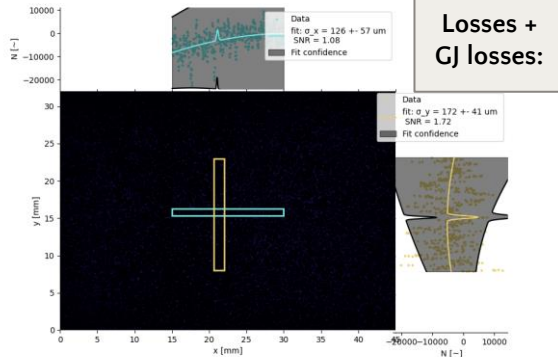 Losses +
GJ losses:
10000
0
−10000
−20000
N [−]
Data
fit: σ_x = 126 +- 57 um
SNR = 1.08
Fit confidence
Data
fit: σ_y = 172 +- 41 um
SNR = 1.72
Fit confidence
30
25
20
15
10
5
0
y [mm]
0 5 10 15 20 25 30 35 40
x [mm]
−10000 0 10000
N [−]